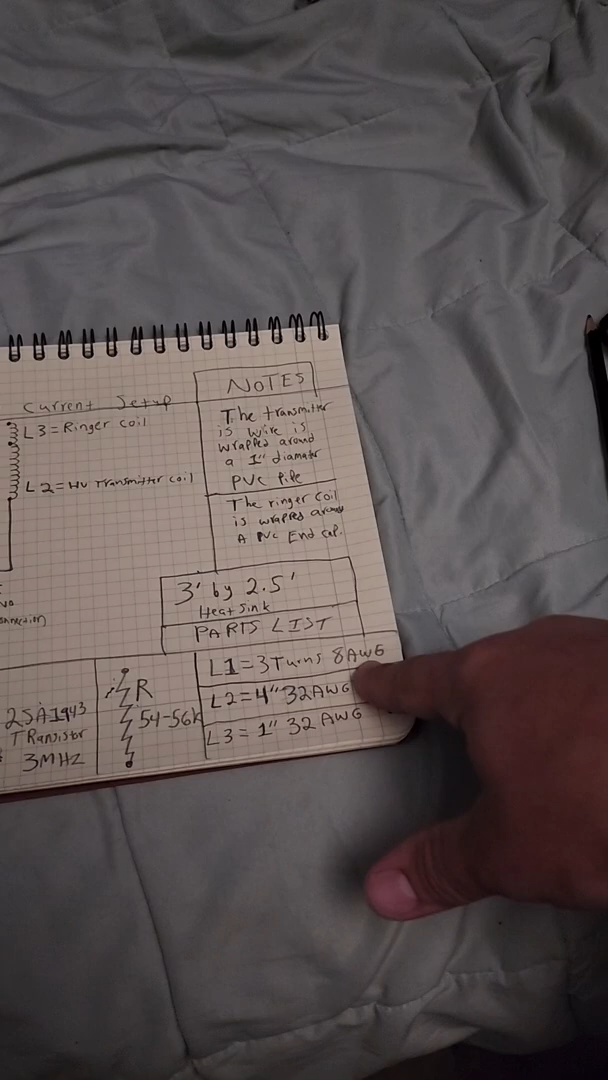 Current Setup
L3 = Ringer coil
L2 = HV Transmitter coil
NOTES
The transmitter
is wire is
wrapped around
a 1" diamater
PVC Pipe
The ringer coil
is wrapped around
A PVC End cap.
3' by 2.5'
Heat sink
PARTS LIST
L1 = 3 Turns 8AWG
L2 = 4" 32AWG
L3 = 1" 32 AWG
2SA1943
TRansistor
3MHZ
R
54-56k